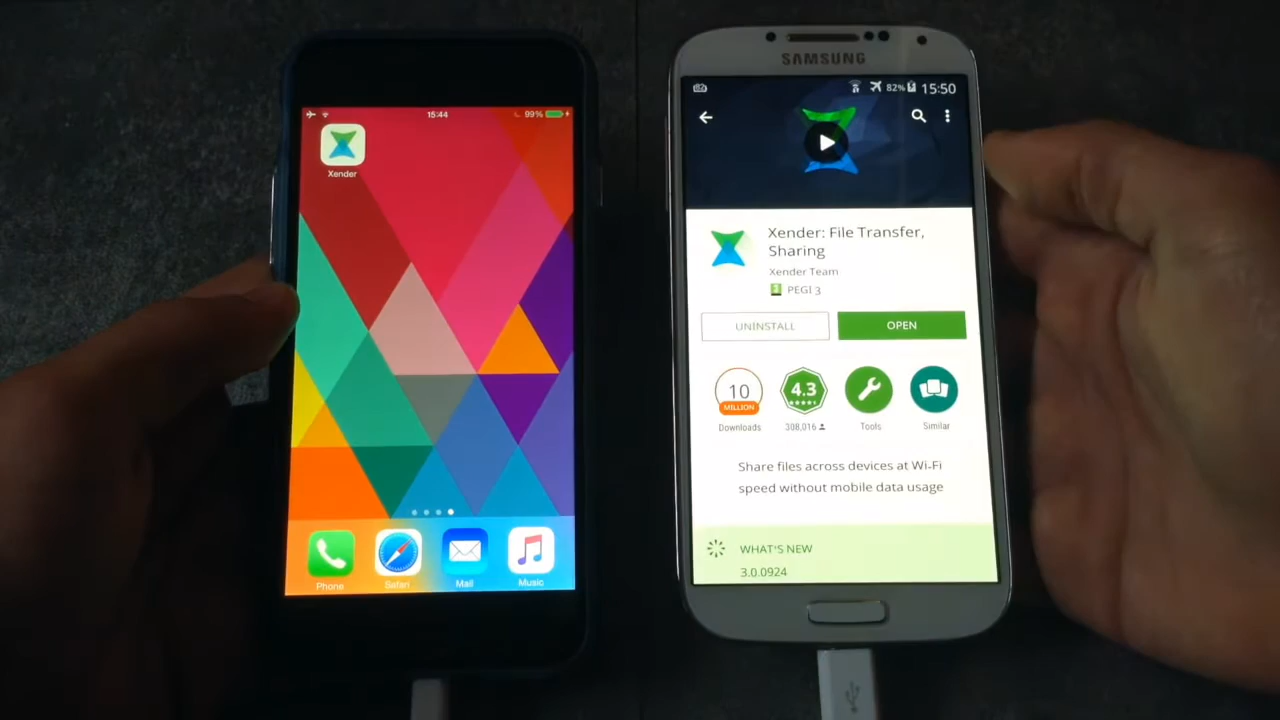 15:44
99%
Xender
Phone
Safari
Mail
Music
SAMSUNG
82%
15:50
Xender: File Transfer,
Sharing
Xender Team
3 PEGI 3
UNINSTALL
OPEN
10
MILLION
Downloads
4.3
308,016
Tools
Similar
Share files across devices at Wi-Fi
speed without mobile data usage
WHAT'S NEW
3.0.0924